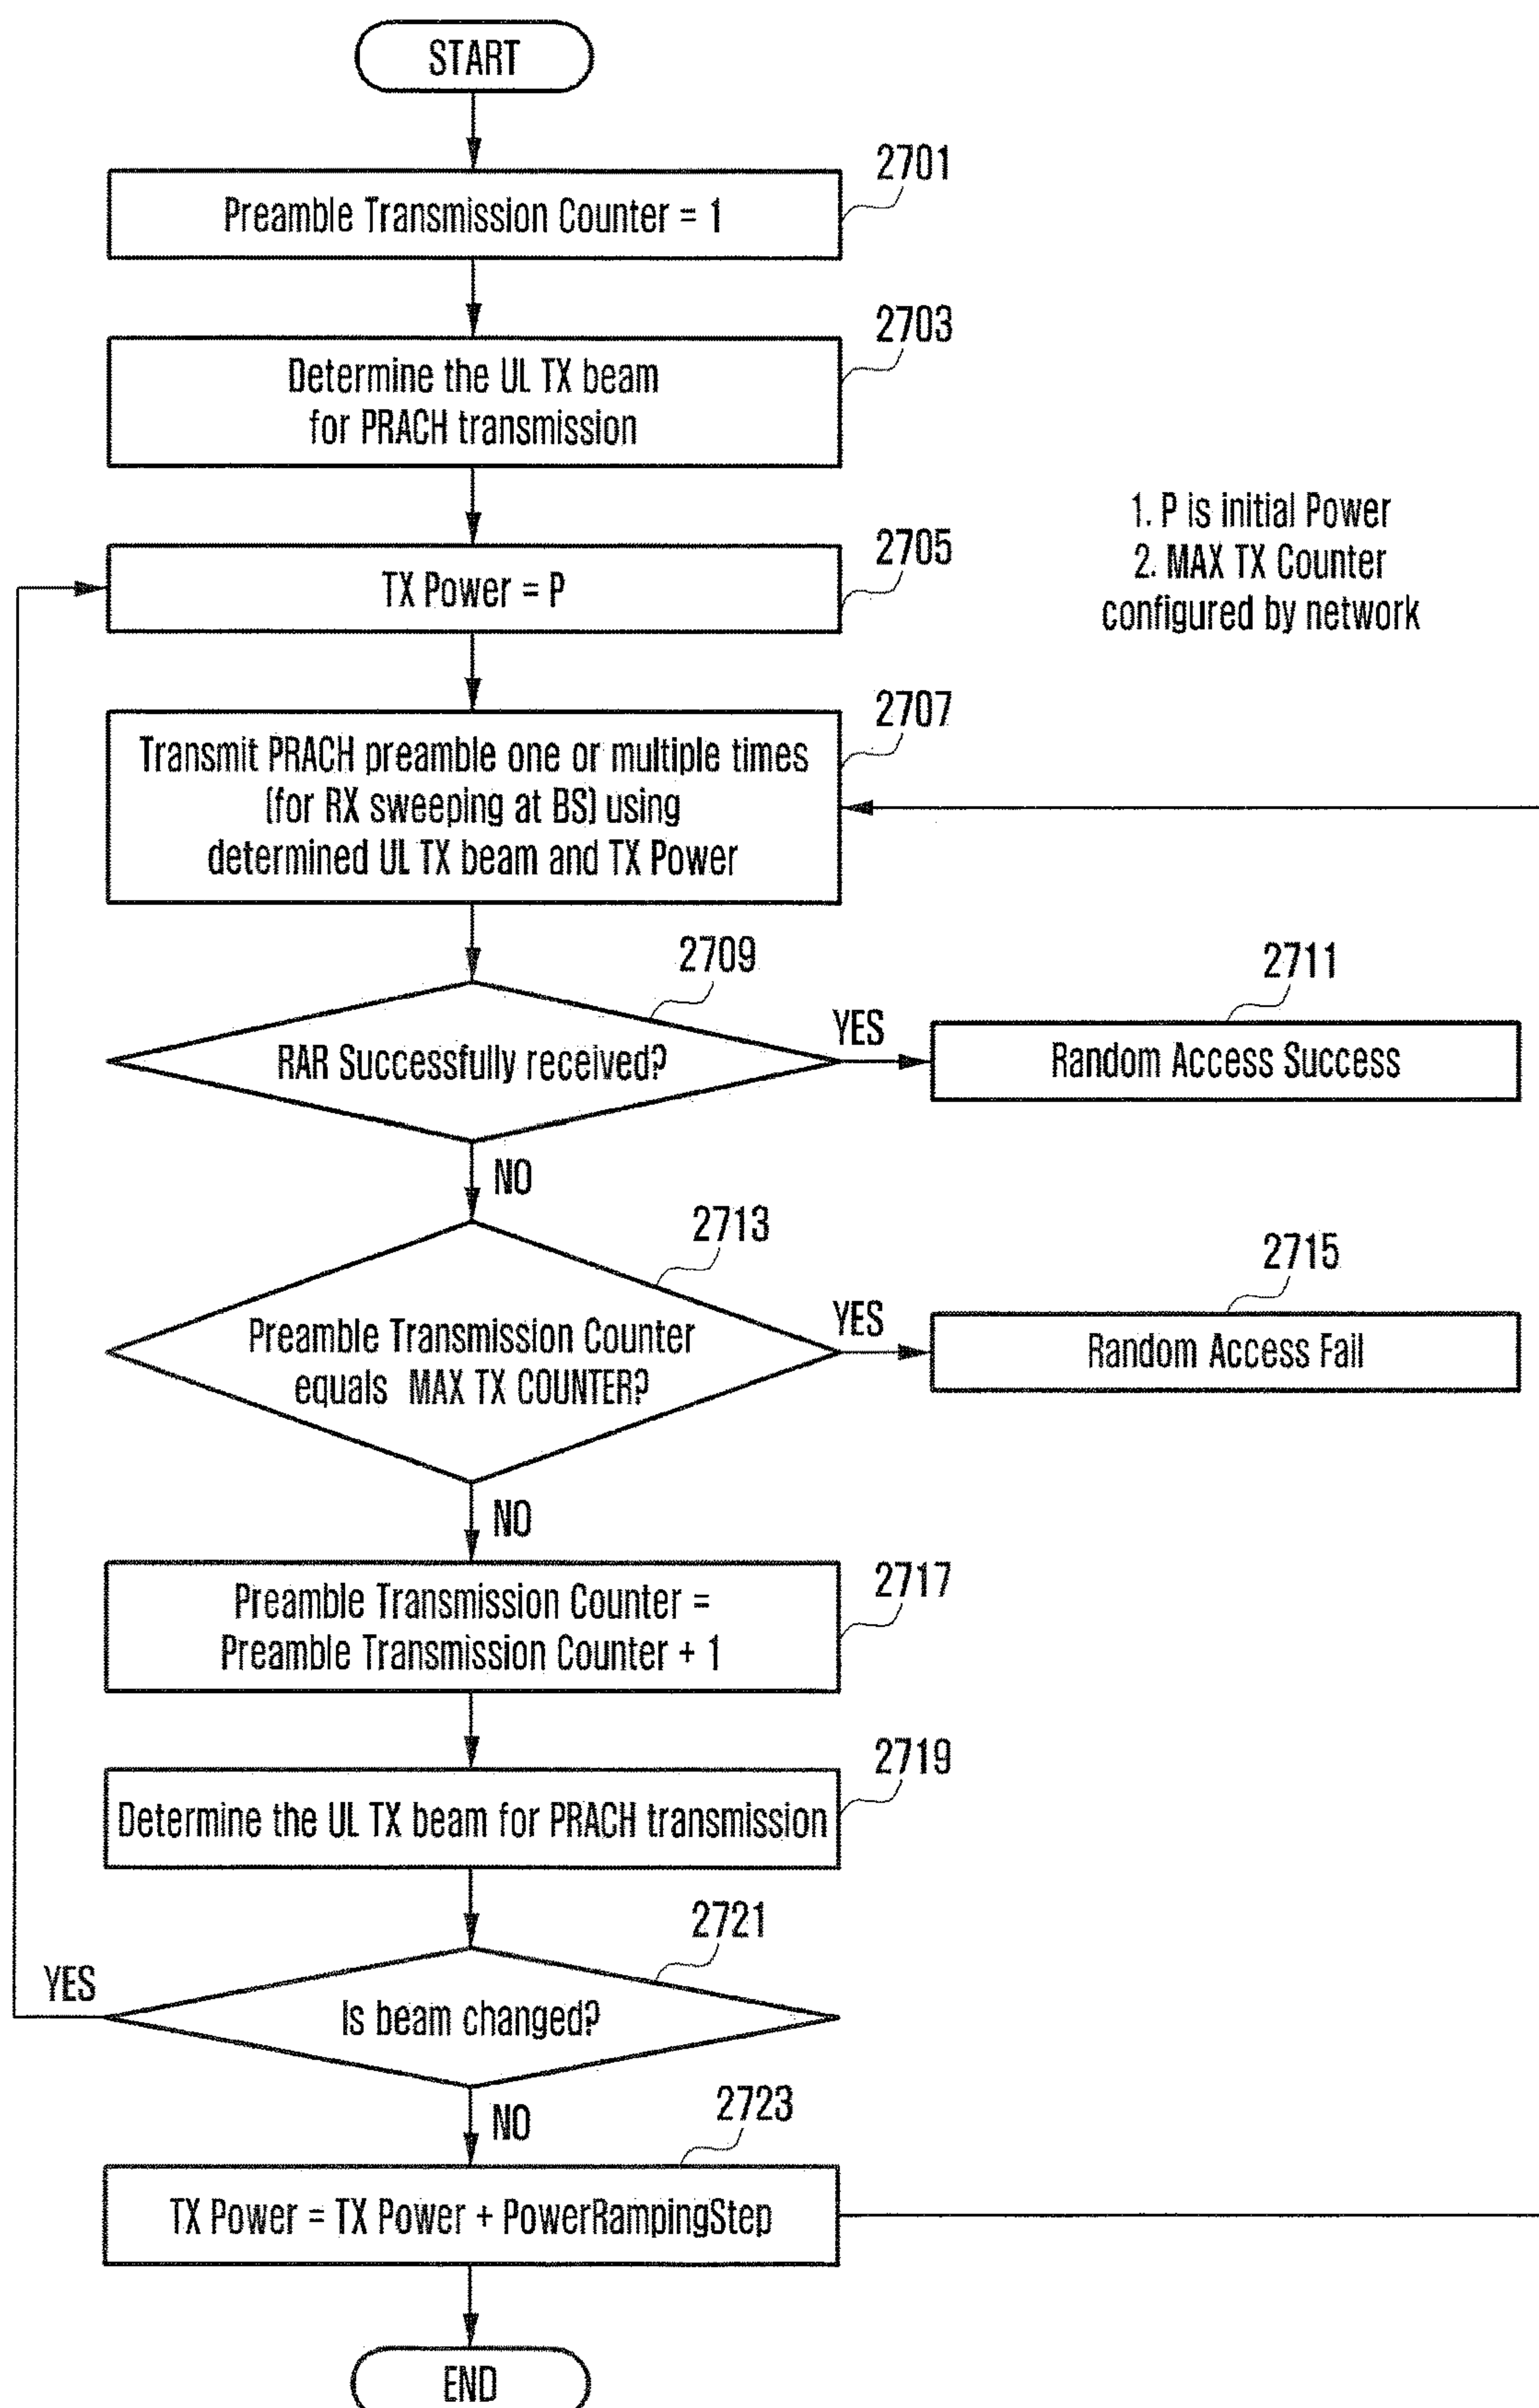 START
2701
Preamble Transmission Counter = 1
2703
Determine the UL TX beam
for PRACH transmission
1. P is initial Power
2. MAX TX Counter
configured by network
2705
TX Power = P
2707
Transmit PRACH preamble one or multiple times
(for RX sweeping at BS) using
determined UL TX beam and TX Power
2709
RAR Successfully received?
YES
2711
Random Access Success
NO
2713
Preamble Transmission Counter
equals MAX TX COUNTER?
YES
2715
Random Access Fail
NO
2717
Preamble Transmission Counter =
Preamble Transmission Counter + 1
2719
Determine the UL TX beam for PRACH transmission
2721
YES
Is beam changed?
NO
2723
TX Power = TX Power + PowerRampingStep
END